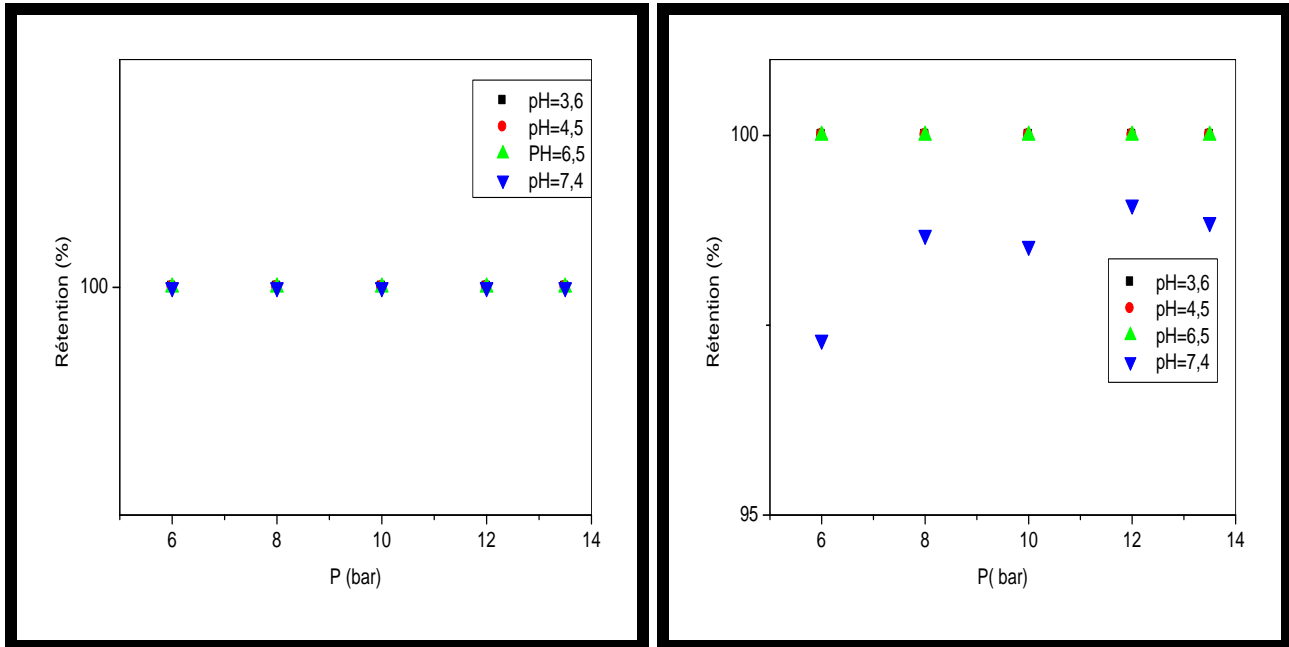 pH=3,6
pH=4,5
PH=6,5
pH=7,4
Rétention (%)
100
6 8 10 12 14
P (bar)
100
Rétention (%)
pH=3,6
pH=4,5
pH=6,5
pH=7,4
95
6 8 10 12 14
P( bar)